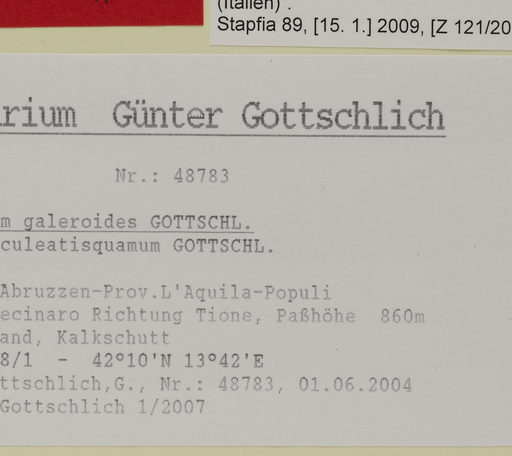 (Italien)".
Stapfia 89, [15. 1.] 2009, [Z 121/20
rium Günter Gottschlich
Nr.: 48783
m galeroides GOTTSCHL.
culeatisquamum GOTTSCHL.
Abruzzen-Prov.L'Aquila-Populi
ecinaro Richtung Tione, Paßhöhe 860m
and, Kalkschutt
8/1 - 42°10'N 13°42'E
ttschlich,G., Nr.: 48783, 01.06.2004
Gottschlich 1/2007